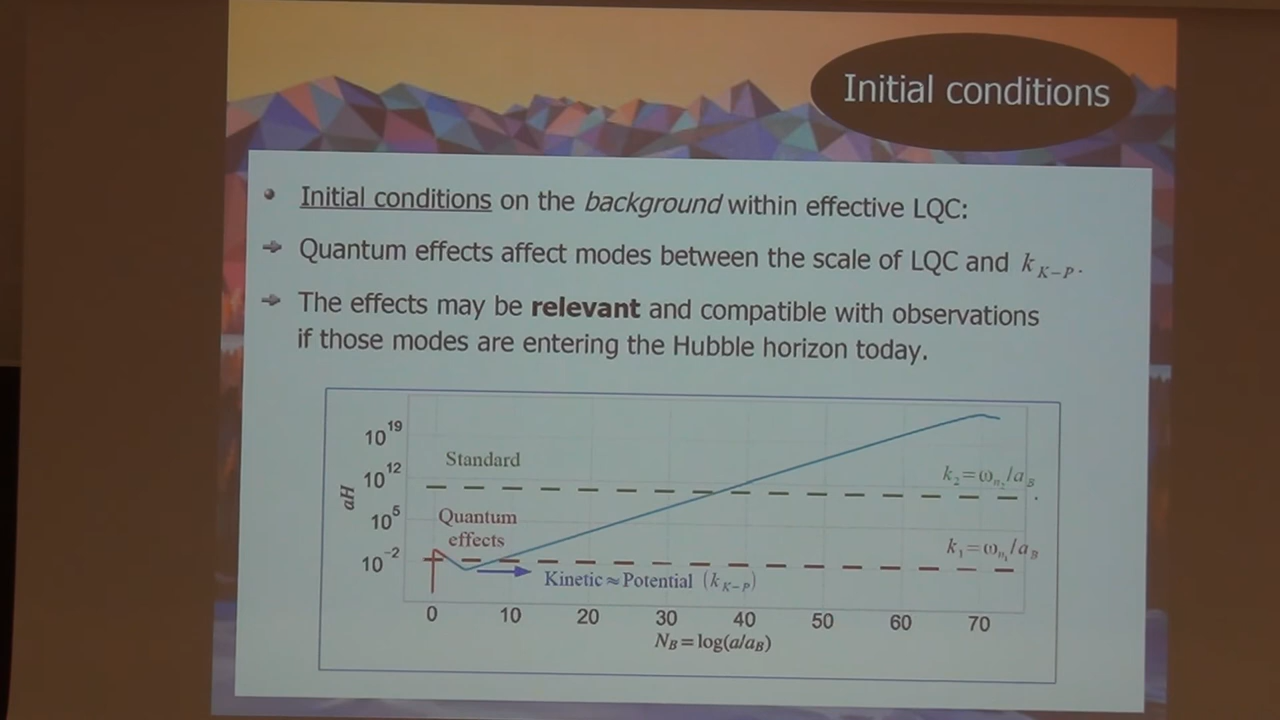 Initial conditions
Initial conditions on the background within effective LQC:
Quantum effects affect modes between the scale of LQC and k_{K−P}.
The effects may be relevant and compatible with observations
if those modes are entering the Hubble horizon today.
10^{19}
Standard
10^{12}
k_2=ω_{n_2}/a_B
aH
10^5
Quantum
effects
k_1=ω_{n_1}/a_B
10^{-2}
Kinetic≈Potential (k_{K−P})
0 10 20 30 40 50 60 70
N_B=log(a/a_B)